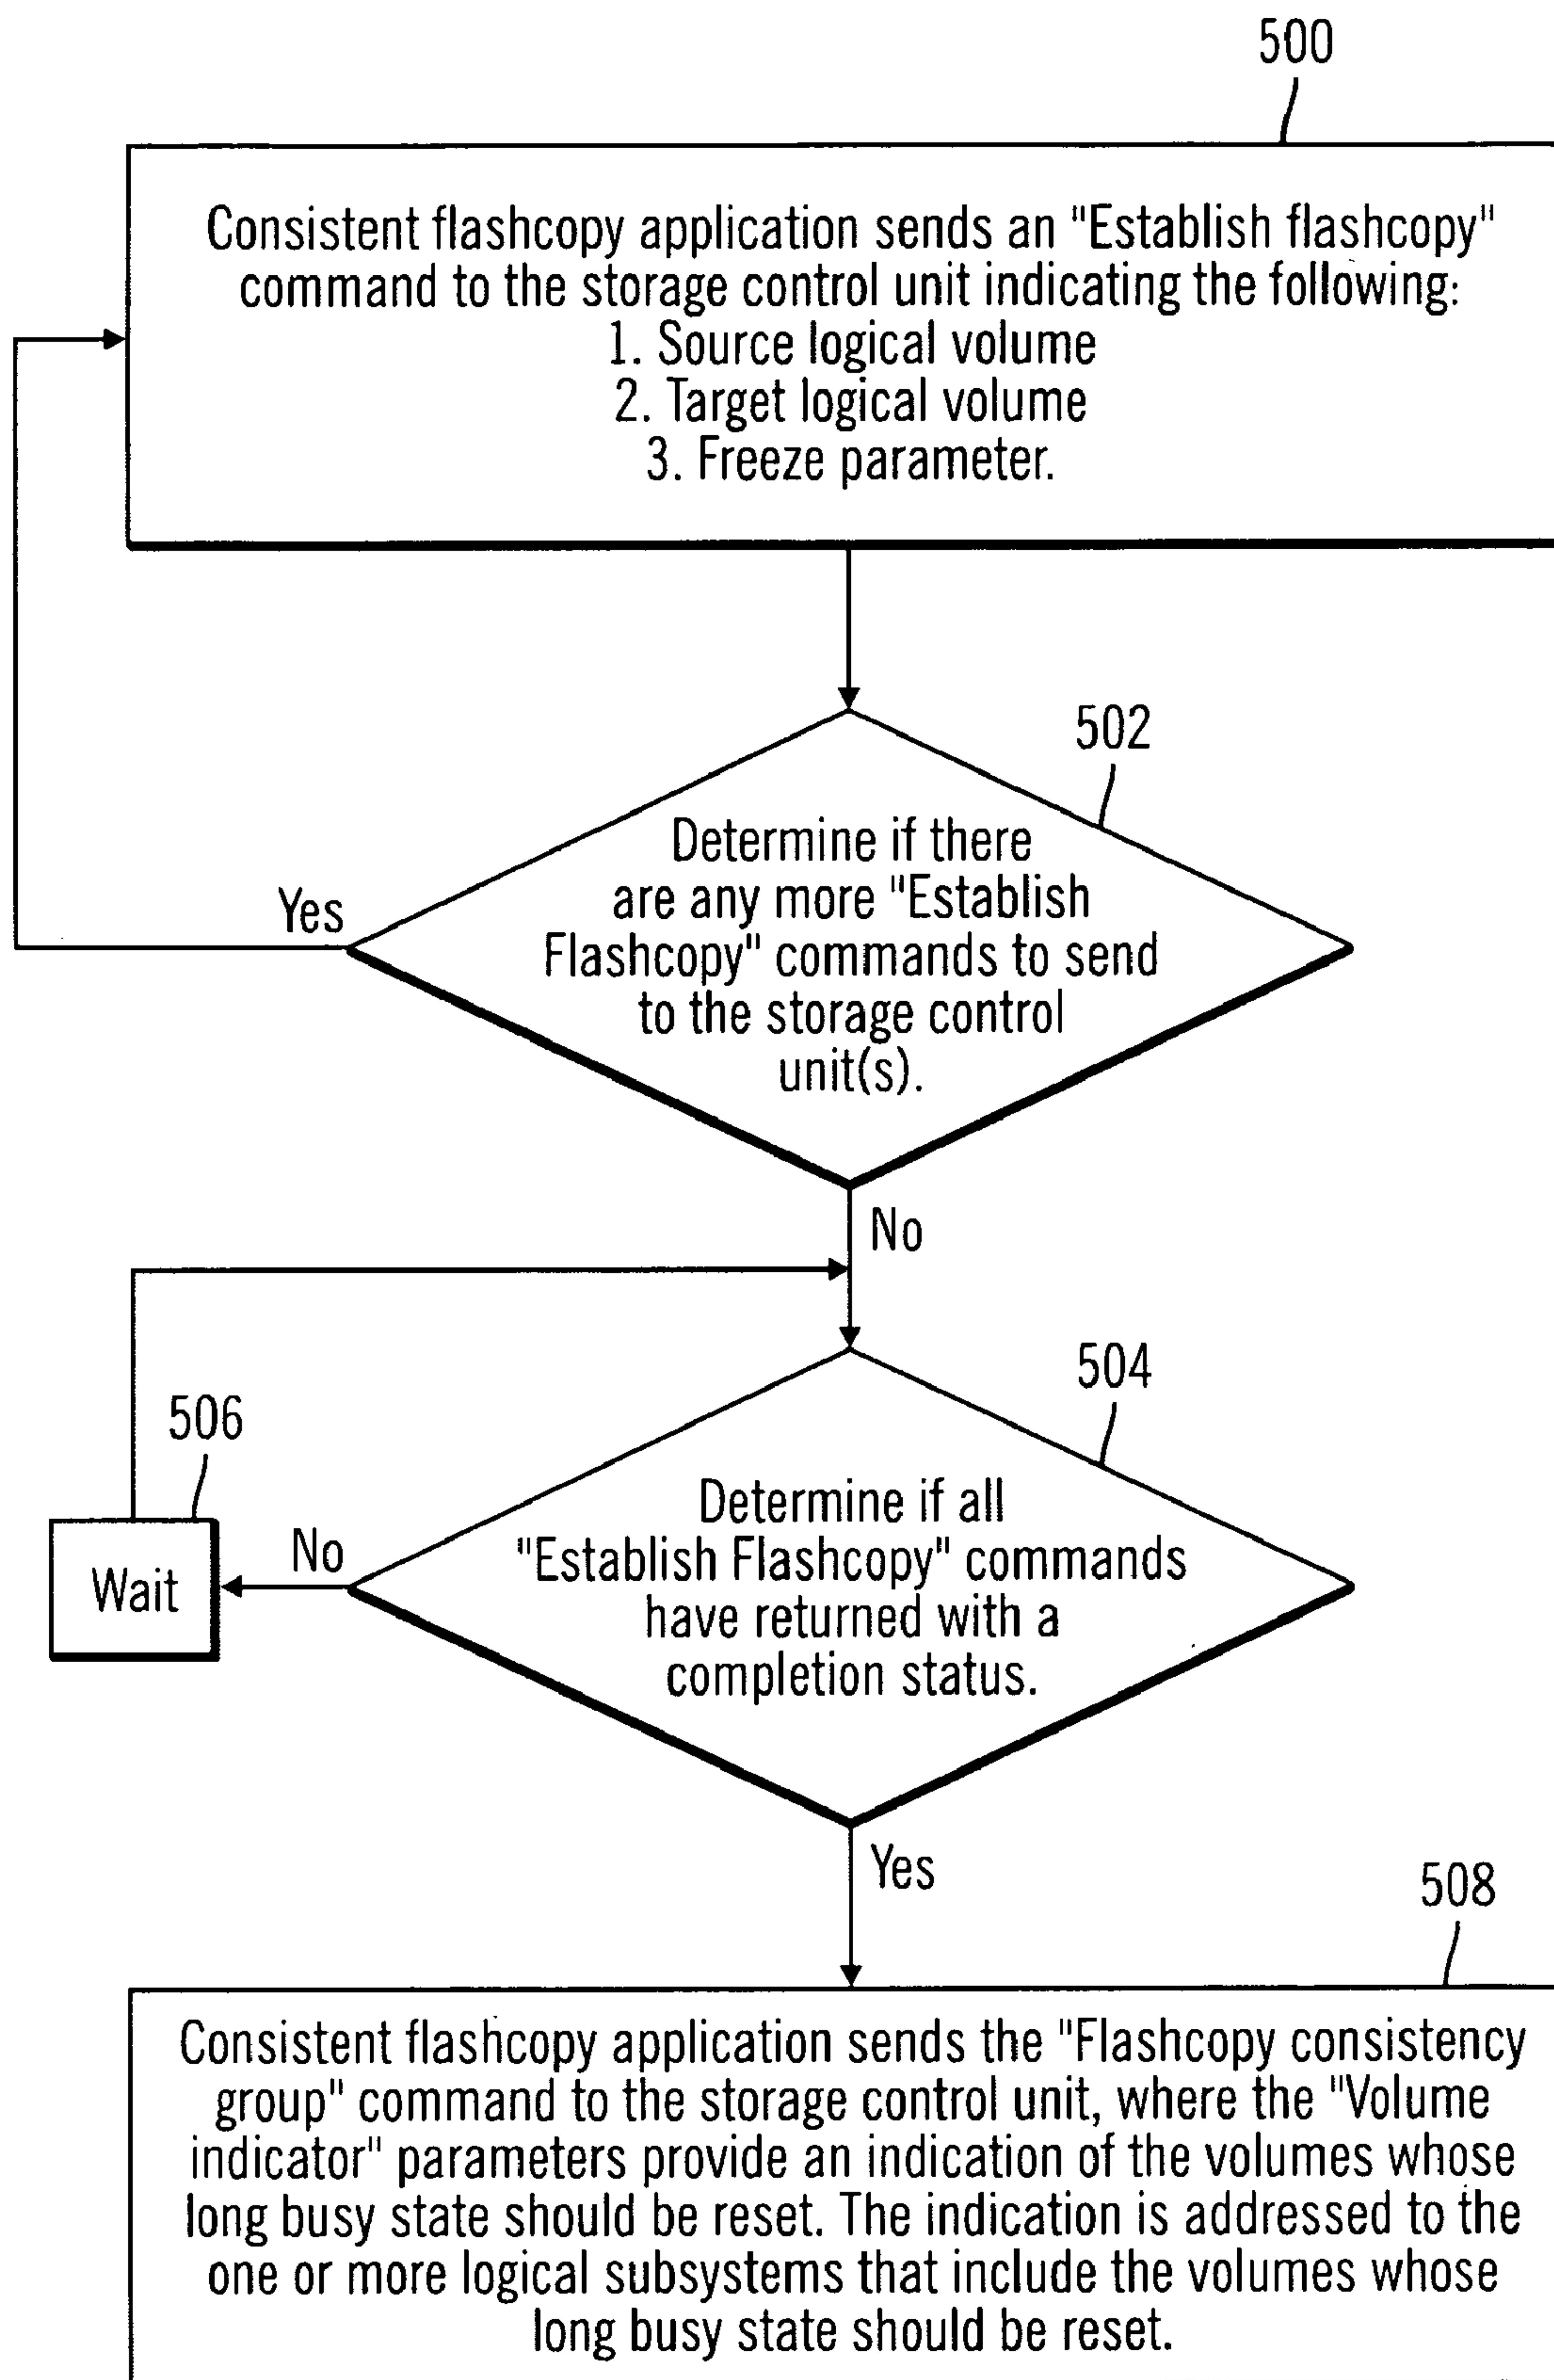 500
Consistent flashcopy application sends an "Establish flashcopy"
command to the storage control unit indicating the following:
1. Source logical volume
2. Target logical volume
3. Freeze parameter.
502
Determine if there
are any more "Establish
Flashcopy" commands to send
to the storage control
unit(s).
Yes
No
504
506
Determine if all
"Establish Flashcopy" commands
have returned with a
completion status.
No
Wait
Yes
508
Consistent flashcopy application sends the "Flashcopy consistency
group" command to the storage control unit, where the "Volume
indicator" parameters provide an indication of the volumes whose
long busy state should be reset. The indication is addressed to the
one or more logical subsystems that include the volumes whose
long busy state should be reset.